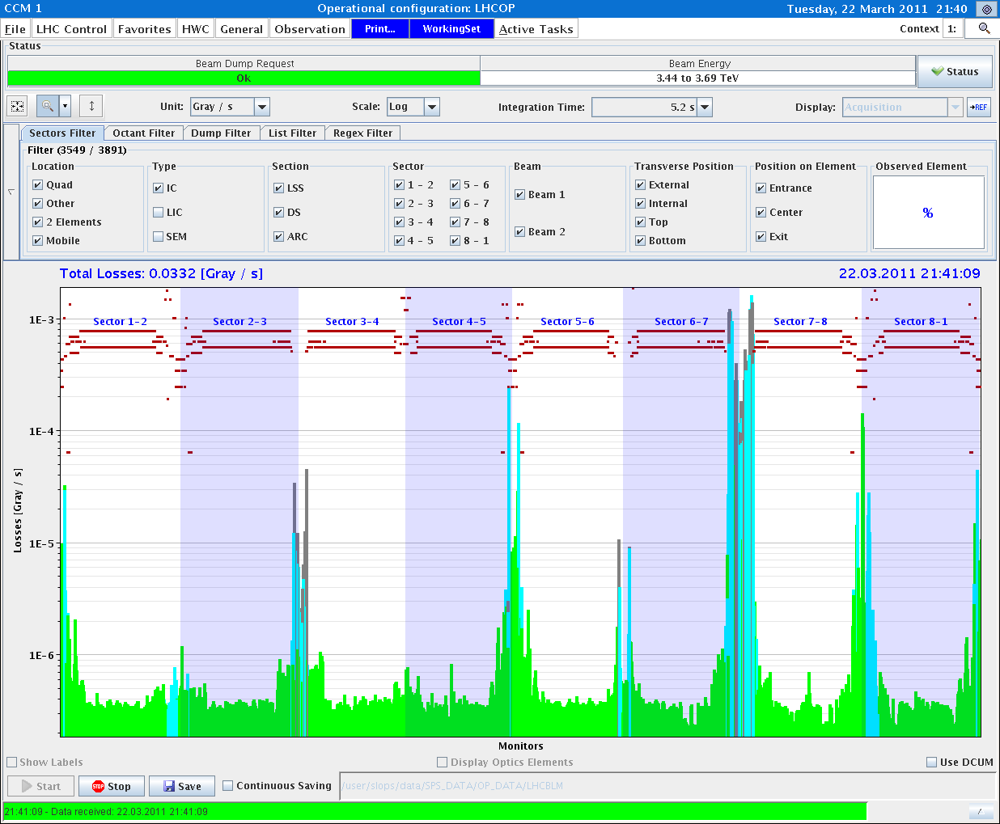 CCM 1 Operational configuration: LHCOP Tuesday, 22 March 2011 21:40
File LHC Control Favorites HWC General Observation Print... WorkingSet Active Tasks Context 1:
Status
Beam Dump Request Beam Energy
Ok 3.44 to 3.69 TeV
Status
Unit: Gray / s Scale: Log Integration Time: 5.2 s Display: Acquisition →REF
Sectors Filter Octant Filter Dump Filter List Filter Regex Filter
Filter (3549 / 3891)
Location Type Section Sector Beam Transverse Position Position on Element Observed Element
Quad IC LSS 1 - 2 5 - 6 Beam 1 External Entrance
Other LIC DS 2 - 3 6 - 7 Internal Center %
2 Elements SEM ARC 3 - 4 7 - 8 Beam 2 Top Exit
Mobile 4 - 5 8 - 1 Bottom
Total Losses: 0.0332 [Gray / s] 22.03.2011 21:41:09
Sector 1-2 Sector 2-3 Sector 3-4 Sector 4-5 Sector 5-6 Sector 6-7 Sector 7-8 Sector 8-1
1E-3
1E-4
1E-5
1E-6
Losses [Gray / s]
Monitors
Show Labels Display Optics Elements Use DCUM
Start STOP Stop Save Continuous Saving /user/slops/data/SPS_DATA/OP_DATA/LHCBLM
21:41:09 - Data received: 22.03.2011 21:41:09